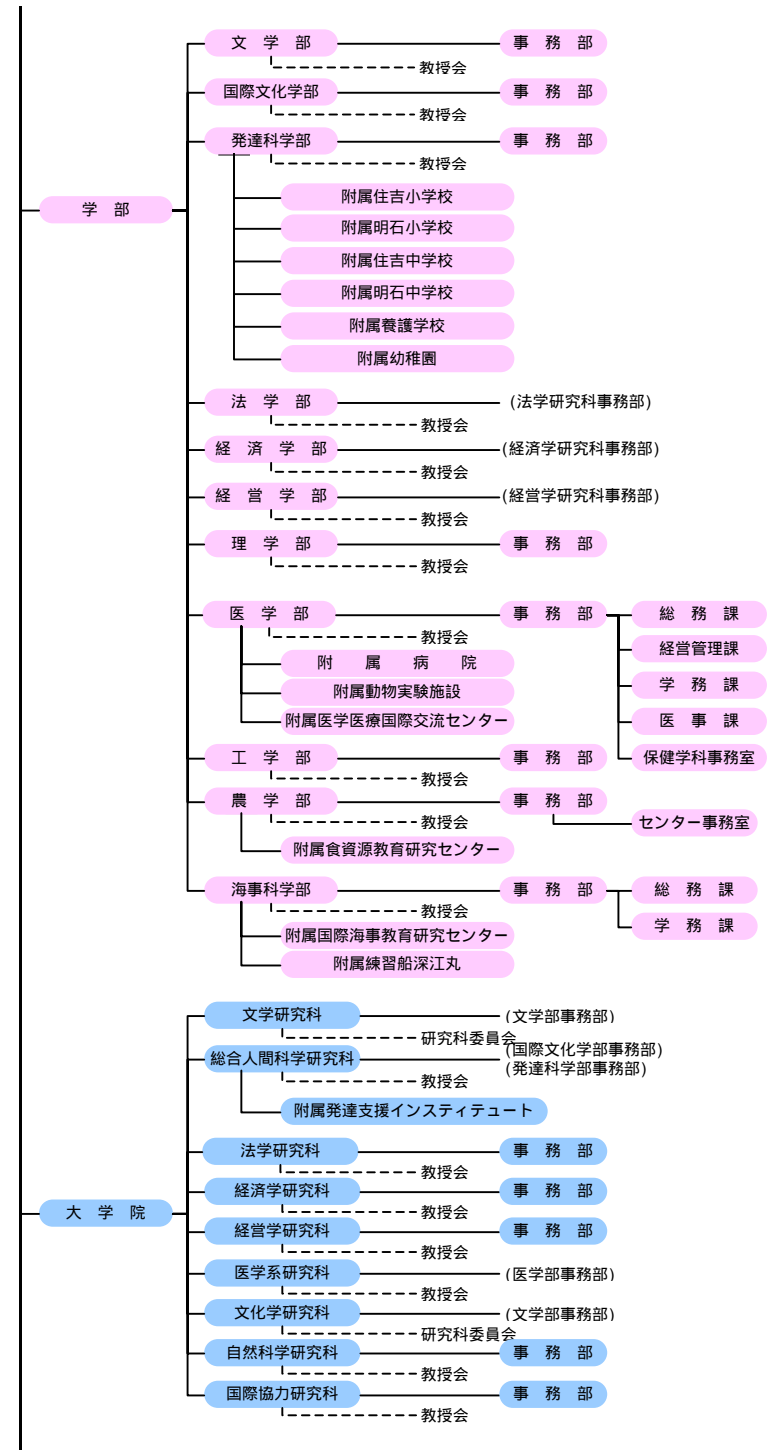 文 学 部 事 務 部
教授会
国際文化学部 事 務 部
教授会
発達科学部 事 務 部
教授会
附属住吉小学校
学 部
附属明石小学校
附属住吉中学校
附属明石中学校
附属養護学校
附属幼稚園
法 学 部 (法学研究科事務部)
教授会
経 済 学 部 (経済学研究科事務部)
教授会
経 営 学 部 (経営学研究科事務部)
教授会
理 学 部 事 務 部
教授会
医 学 部 事 務 部 総 務 課
教授会
経営管理課
附 属 病 院
学 務 課
附属動物実験施設
附属医学医療国際交流センター 医 事 課
工 学 部 事 務 部 保健学科事務室
教授会
農 学 部 事 務 部
教授会 センター事務室
附属食資源教育研究センター
海事科学部 事 務 部 総 務 課
教授会
学 務 課
附属国際海事教育研究センター
附属練習船深江丸
文学研究科 (文学部事務部)
研究科委員会
総合人間科学研究科 (国際文化学部事務部)
(発達科学部事務部)
教授会
附属発達支援インスティテュート
法学研究科 事 務 部
教授会
経済学研究科 事 務 部
大 学 院 教授会
経営学研究科 事 務 部
教授会
医学系研究科 (医学部事務部)
教授会
文化学研究科 (文学部事務部)
研究科委員会
自然科学研究科 事 務 部
教授会
国際協力研究科 事 務 部
教授会